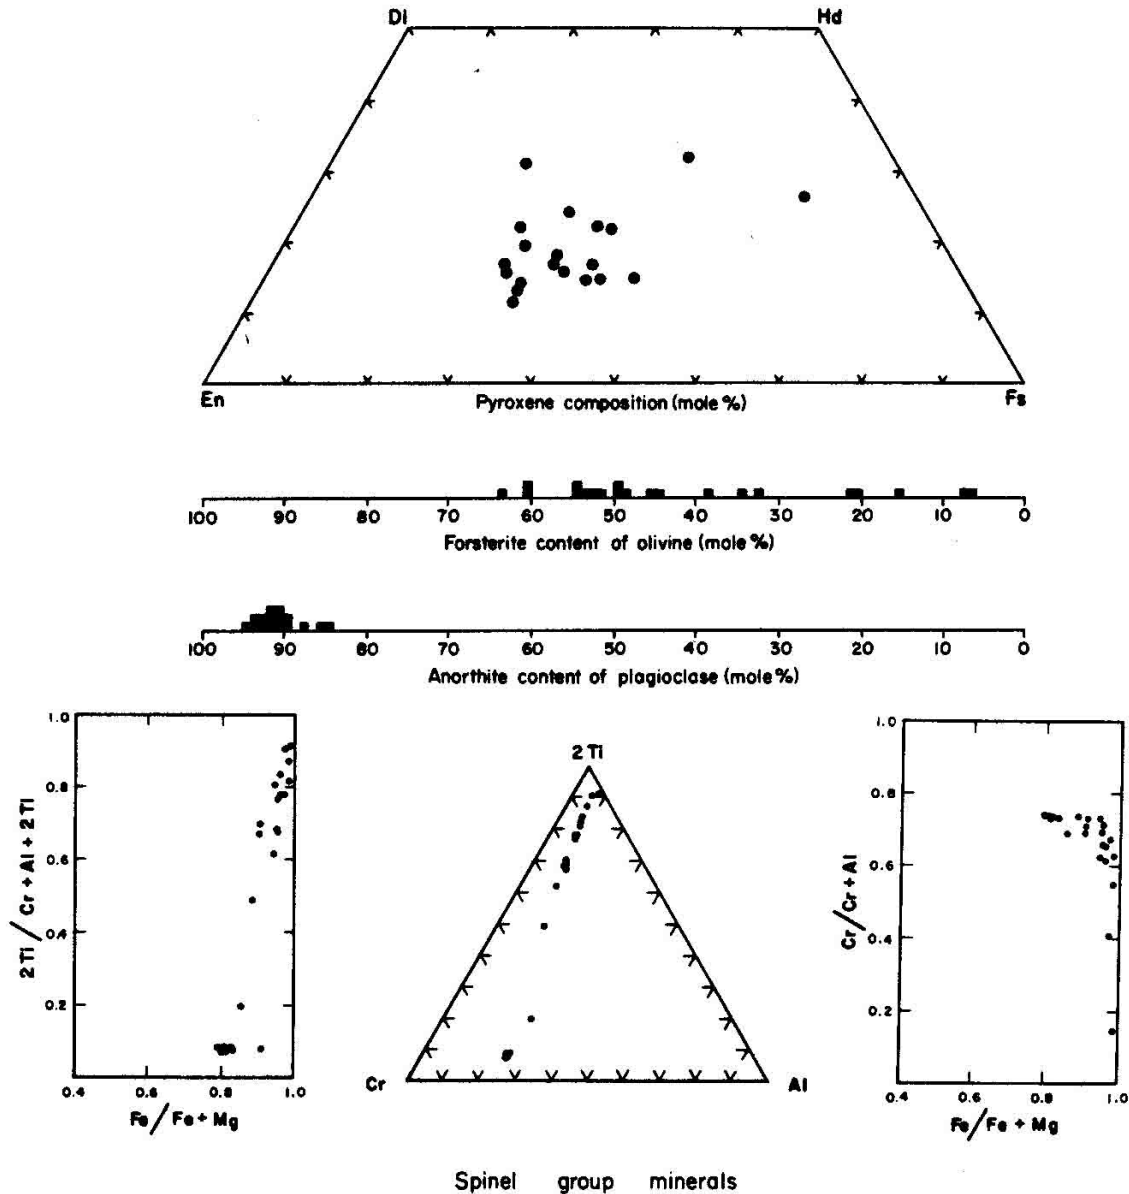 Di Hd
En Fs
Pyroxene composition (mole %)
100 90 80 70 60 50 40 30 20 10 0
Forsterite content of olivine (mole %)
100 90 80 70 60 50 40 30 20 10 0
Anorthite content of plagioclase (mole %)
1.0
0.8
0.6
0.4
0.2
2Ti/Cr + Al + 2Ti
0.4 0.6 0.8 1.0
Fe/Fe + Mg
2 Ti
Cr Al
1.0
0.8
0.6
0.4
0.2
0.0
Cr/Cr + Al
0.4 0.6 0.8 1.0
Fe/Fe + Mg
Spinel group minerals